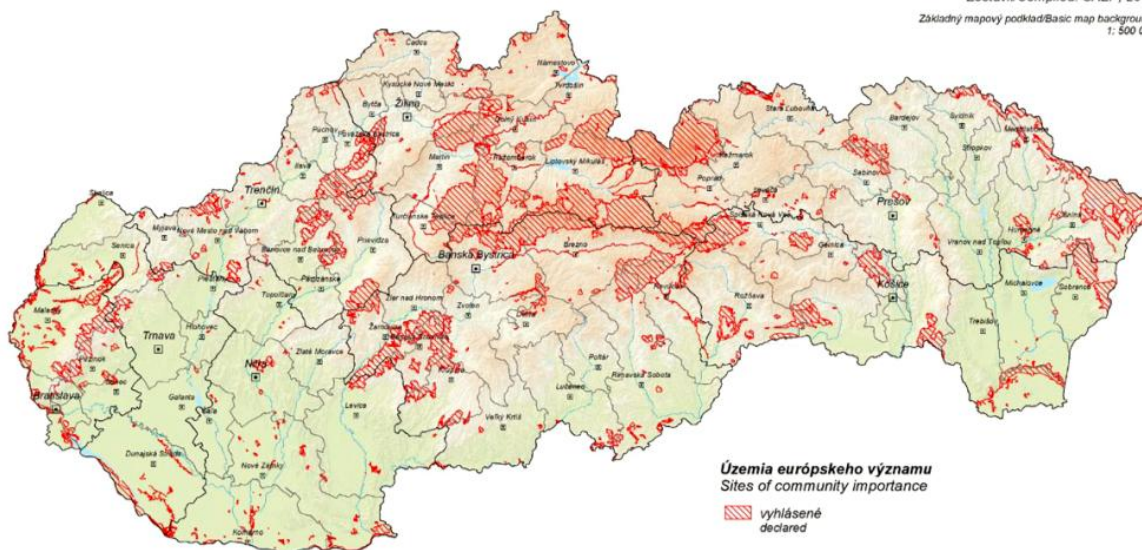 Základný mapový podklad/Basic map
1: 500
Čadca
Námestovo
Kysucké Nové Mesto
Tvrdošín
Bytča
Žilina
Stará Ľubovňa
Dolný Kubín
Bardejov
Svidník
Púchov
Považská Bystrica
Medzilaborce
Stropkov
Martin
Ružomberok
Kežmarok
Ilava
Liptovský Mikuláš
Sabinov
Poprad
Levoča
Trenčín
Skalica
Prešov
Turčianske Teplice
Spišská Nová Ves
Snina
Myjava
Nové Mesto nad Váhom
Humenné
Senica
Bánovce nad Bebravou
Prievidza
Gelnica
Brezno
Vranov nad Topľou
Banská Bystrica
Piešťany
Partizánske
Topoľčany
Revúca
Košice
Michalovce
Sobrance
Žiar nad Hronom
Rožňava
Zvolen
Malacky
Detva
Hlohovec
Žarnovica
Trebišov
Trnava
Zlaté Moravce
Poltár
Pezinok
Nitra
Krupina
Rimavská Sobota
Senec
Lučenec
Bratislava
Galanta
Šaľa
Levice
Veľký Krtíš
Dunajská Streda
Nové Zámky
Komárno
Územia európskeho významu
Sites of community importance
vyhlásené
declared